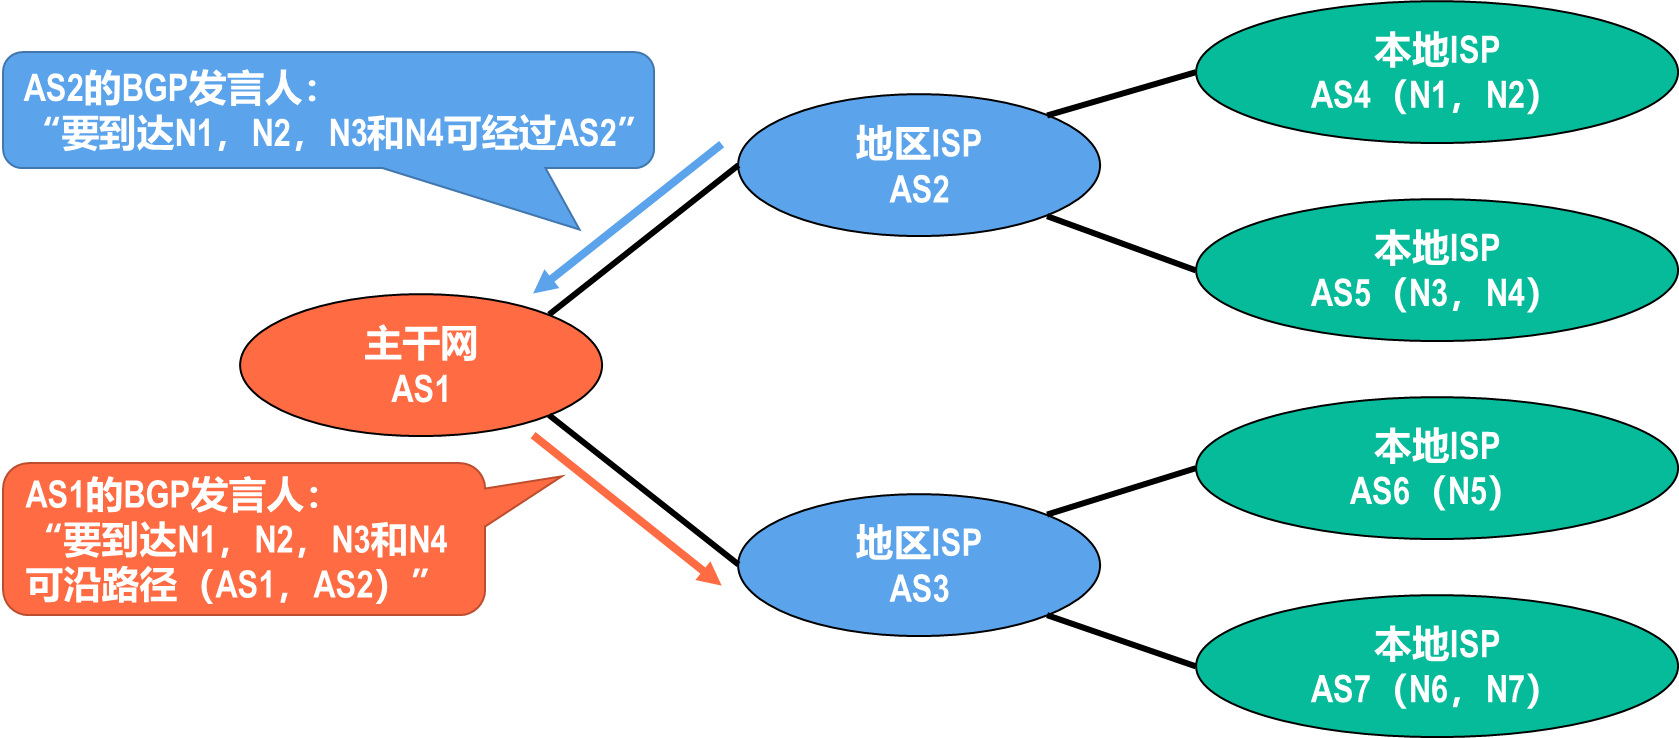 AS2的BGP发言人：
“要到达N1，N2，N3和N4可经过AS2”
地区ISP
AS2
本地ISP
AS4（N1，N2）
本地ISP
AS5（N3，N4）
主干网
AS1
AS1的BGP发言人：
“要到达N1，N2，N3和N4
可沿路径（AS1，AS2）”
地区ISP
AS3
本地ISP
AS6（N5）
本地ISP
AS7（N6，N7）